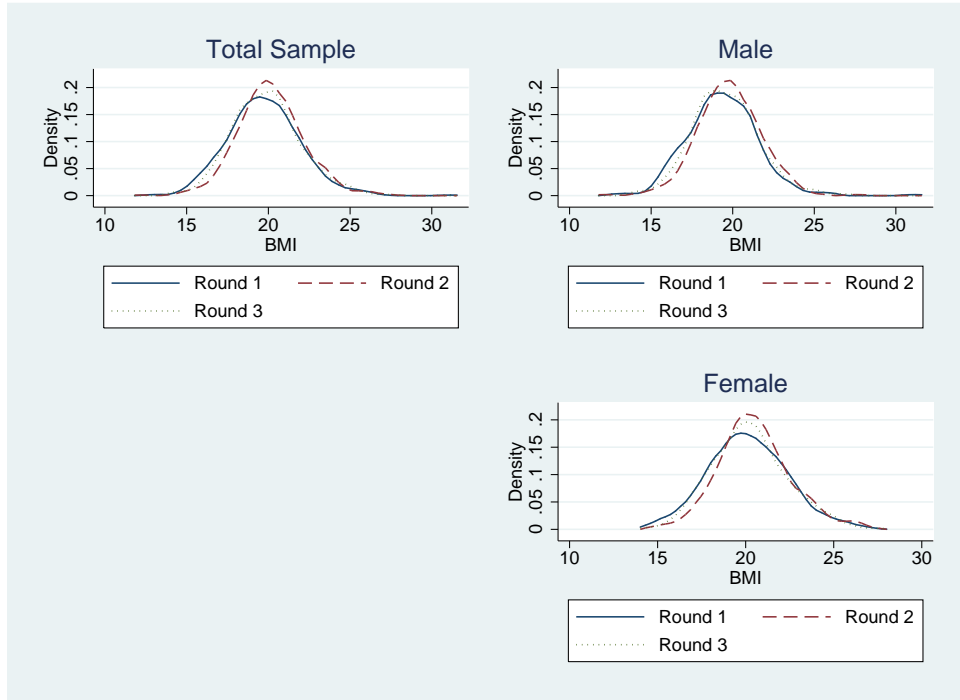 Total Sample
Density
0 .05 .1 .15 .2
10 15 20 25 30
BMI
Round 1 Round 2
Round 3
Male
Density
0 .05 .1 .15 .2
10 15 20 25 30
BMI
Round 1 Round 2
Round 3
Female
Density
0 .05 .1 .15 .2
10 15 20 25 30
BMI
Round 1 Round 2
Round 3